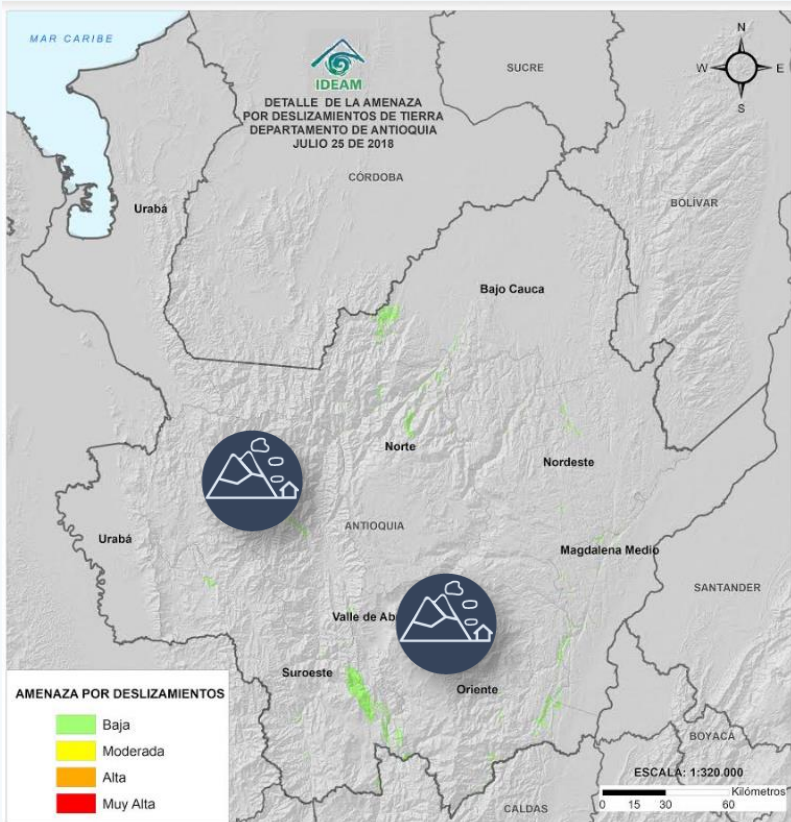 MAR CARIBE
IDEAM
DETALLE DE LA AMENAZA
POR DESLIZAMIENTOS DE TIERRA
DEPARTAMENTO DE ANTIOQUIA
JULIO 25 DE 2018
N
W
E
S
SUCRE
CÓRDOBA
BOLÍVAR
Urabá
Bajo Cauca
Norte
Nordeste
ANTIOQUIA
Urabá
Magdalena Medio
SANTANDER
Valle de Ab
Suroeste
Oriente
AMENAZA POR DESLIZAMIENTOS
Baja
Moderada
Alta
Muy Alta
BOYACÁ
ESCALA: 1:320.000
Kilómetros
0 15 30 60
CALDAS